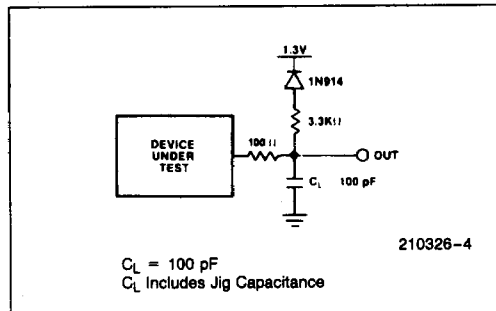 1.3V
1N914
3.3KΩ
DEVICE
UNDER
TEST
100 Ω
OUT
CL 100 pF
210326-4
CL = 100 pF
CL Includes Jig Capacitance